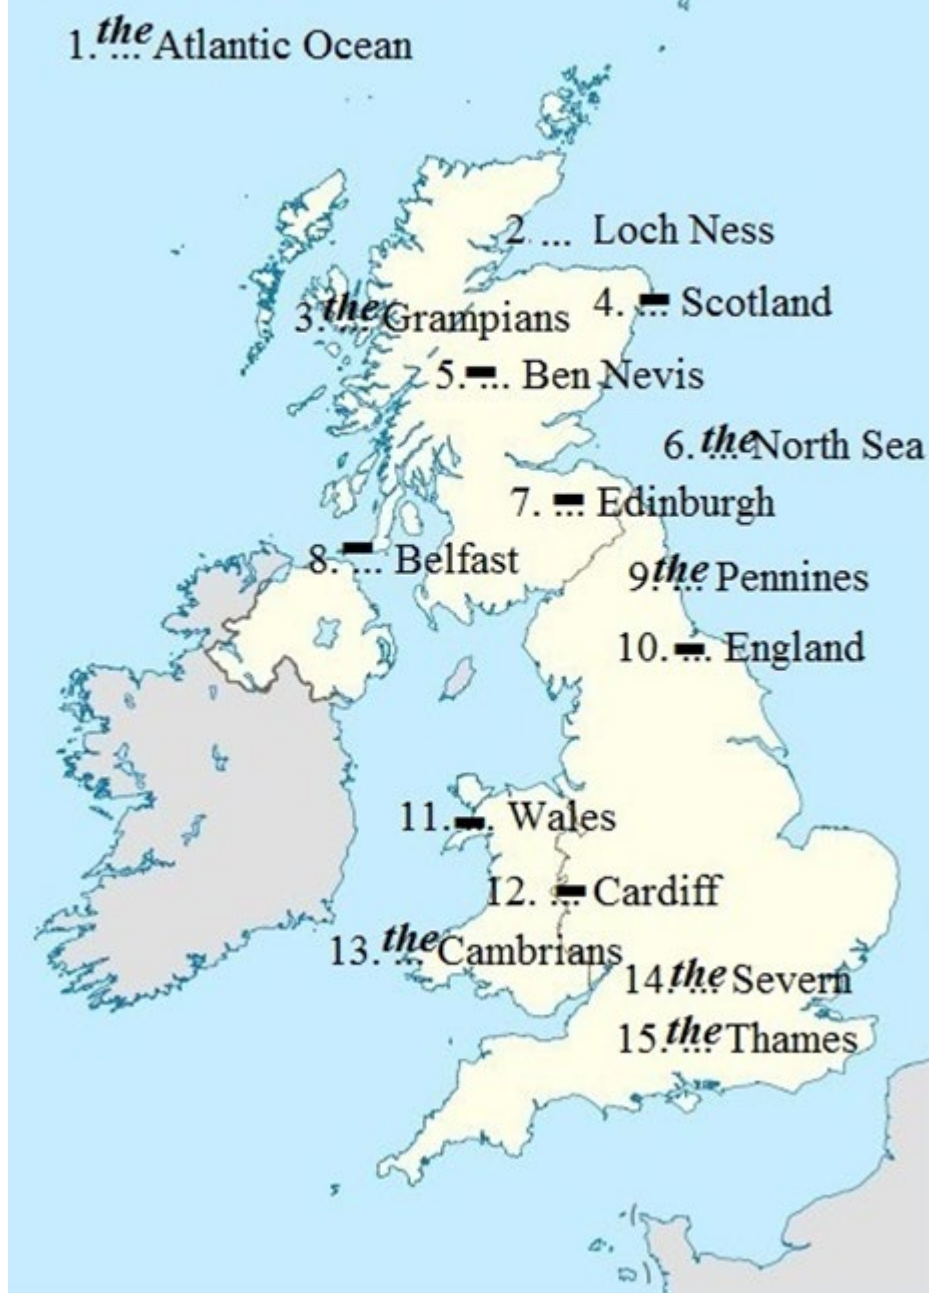 1. the ... Atlantic Ocean
2. ... Loch Ness
3. the ... Grampians
4. – ... Scotland
5. – ... Ben Nevis
6. the ... North Sea
7. – ... Edinburgh
8. – ... Belfast
9. the ... Pennines
10. – ... England
11. – ... Wales
12. – ... Cardiff
13. the ... Cambrians
14. the ... Severn
15. the ... Thames